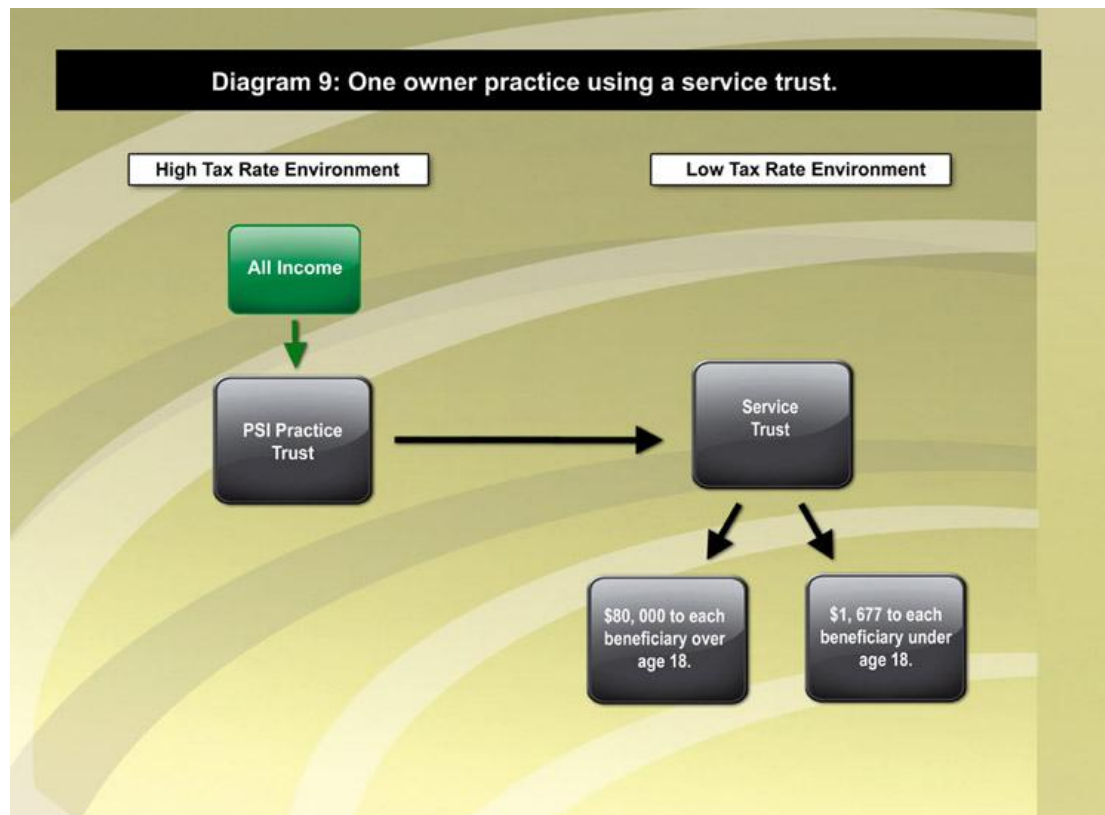 Diagram 9: One owner practice using a service trust.
High Tax Rate Environment
Low Tax Rate Environment
All Income
PSI Practice
Trust
Service
Trust
$80, 000 to each
beneficiary over
age 18.
$1, 677 to each
beneficiary under
age 18.